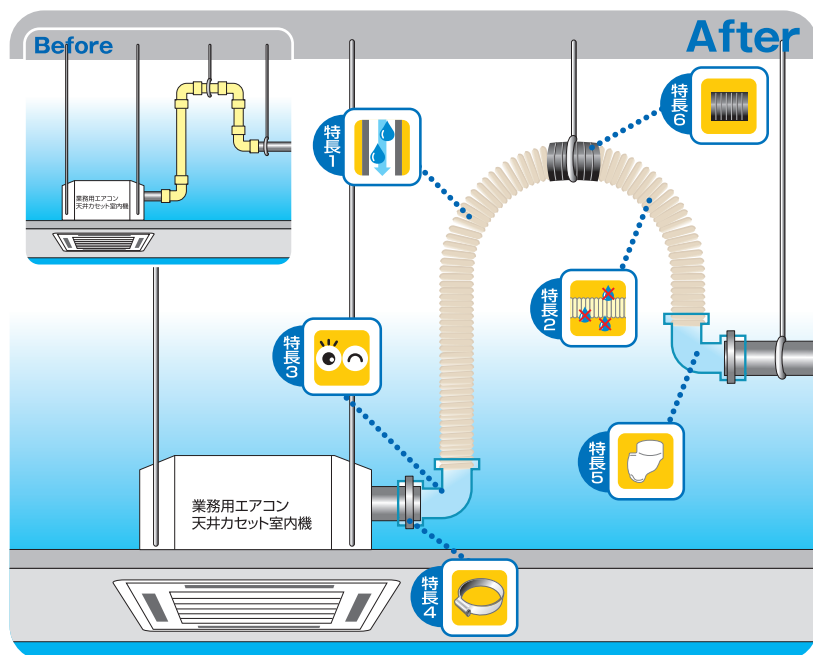 Before
業務用エアコン
天井カセット室内機
After
特長1
特長6
特長2
特長3
特長5
業務用エアコン
天井カセット室内機
特長4